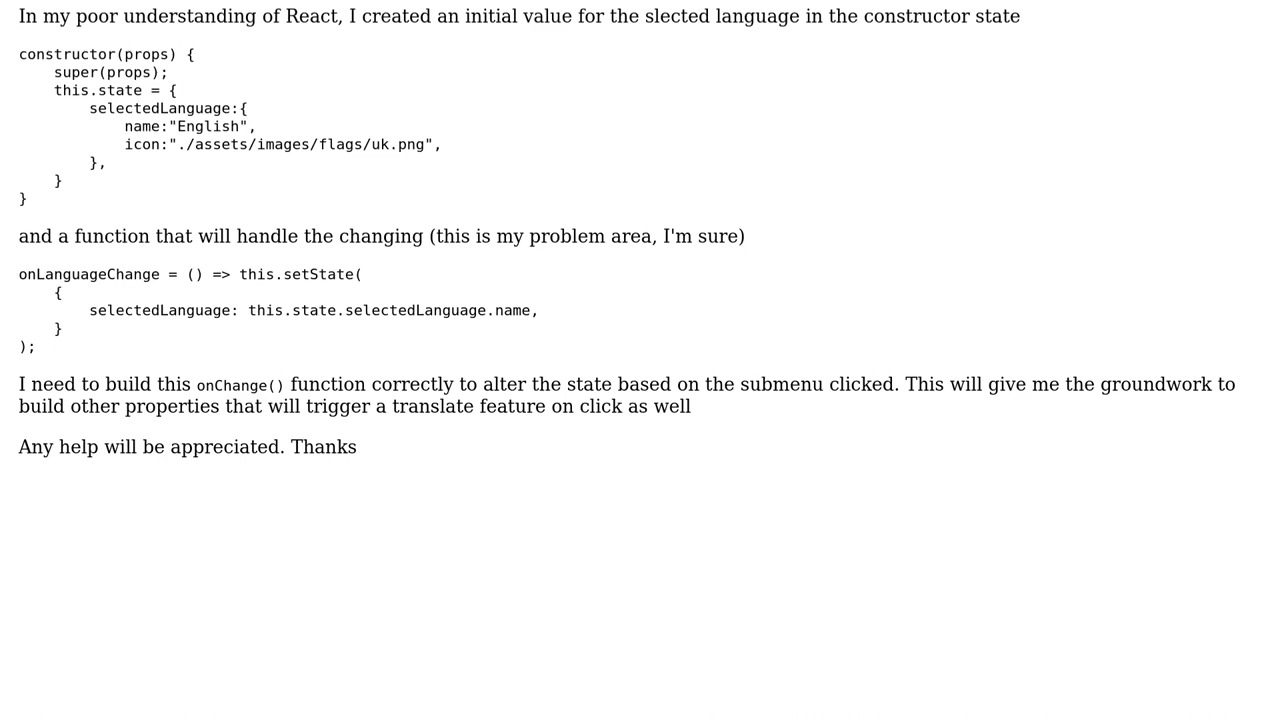 In my poor understanding of React, I created an initial value for the slected language in the constructor state
constructor(props) {
    super(props);
    this.state = {
        selectedLanguage:{
            name:"English",
            icon:"./assets/images/flags/uk.png",
        },
    }
}
and a function that will handle the changing (this is my problem area, I'm sure)
onLanguageChange = () => this.setState(
    {
        selectedLanguage: this.state.selectedLanguage.name,
    }
);
I need to build this onChange() function correctly to alter the state based on the submenu clicked. This will give me the groundwork to
build other properties that will trigger a translate feature on click as well
Any help will be appreciated. Thanks